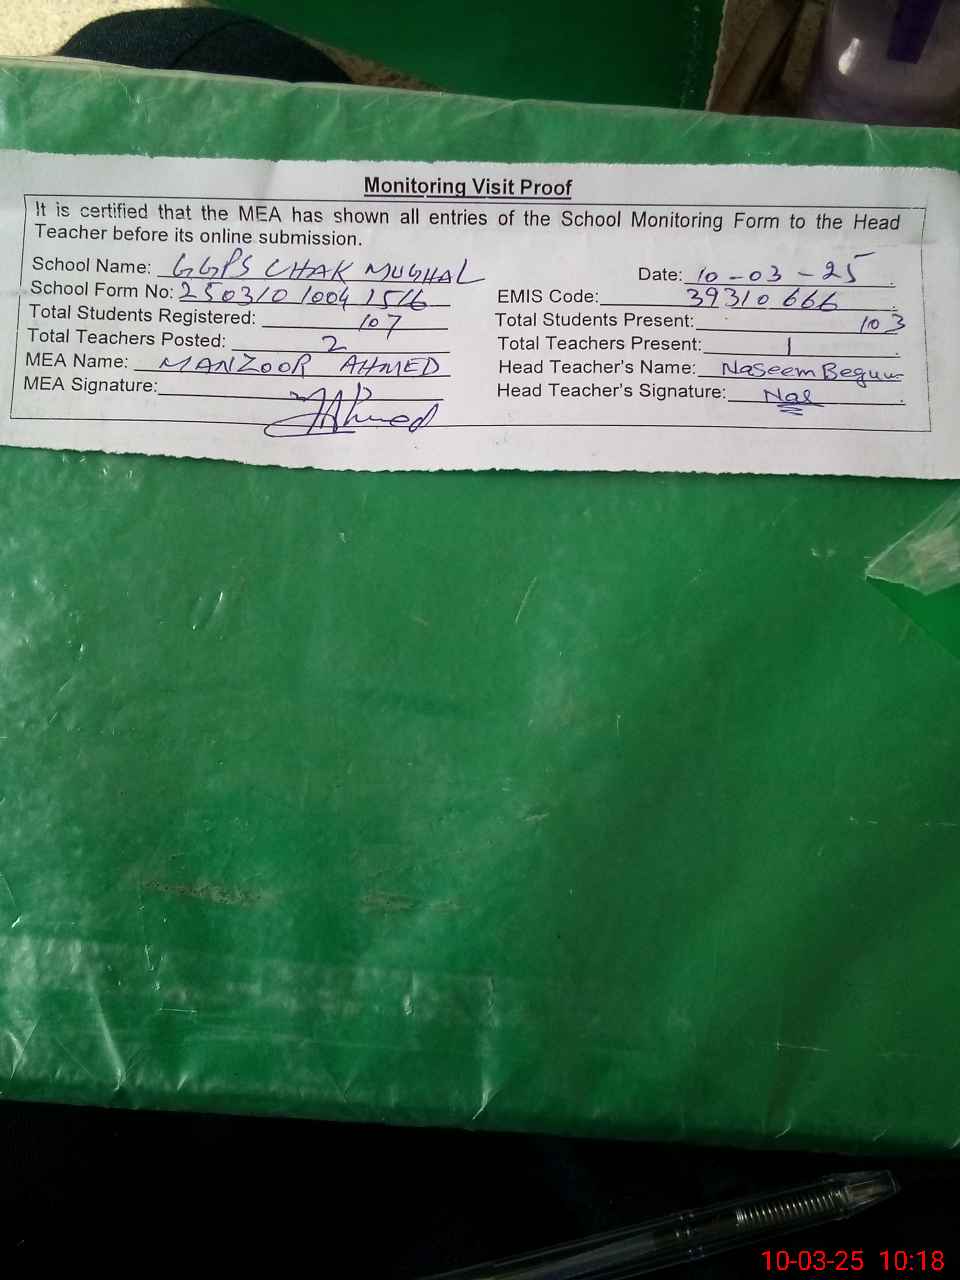 Monitoring Visit Proof
It is certified that the MEA has shown all entries of the School Monitoring Form to the Head
Teacher before its online submission.
School Name: GGPS CHAK MUGHAL Date: 10-03-25
School Form No: 2503101004 1516 EMIS Code: 39310666
Total Students Registered: 107 Total Students Present: 103
Total Teachers Posted: 2 Total Teachers Present: 1
MEA Name: MANZOOR AHMED Head Teacher's Name: Naseem Begum
MEA Signature: Ahmed Head Teacher's Signature:
10-03-25 10:18